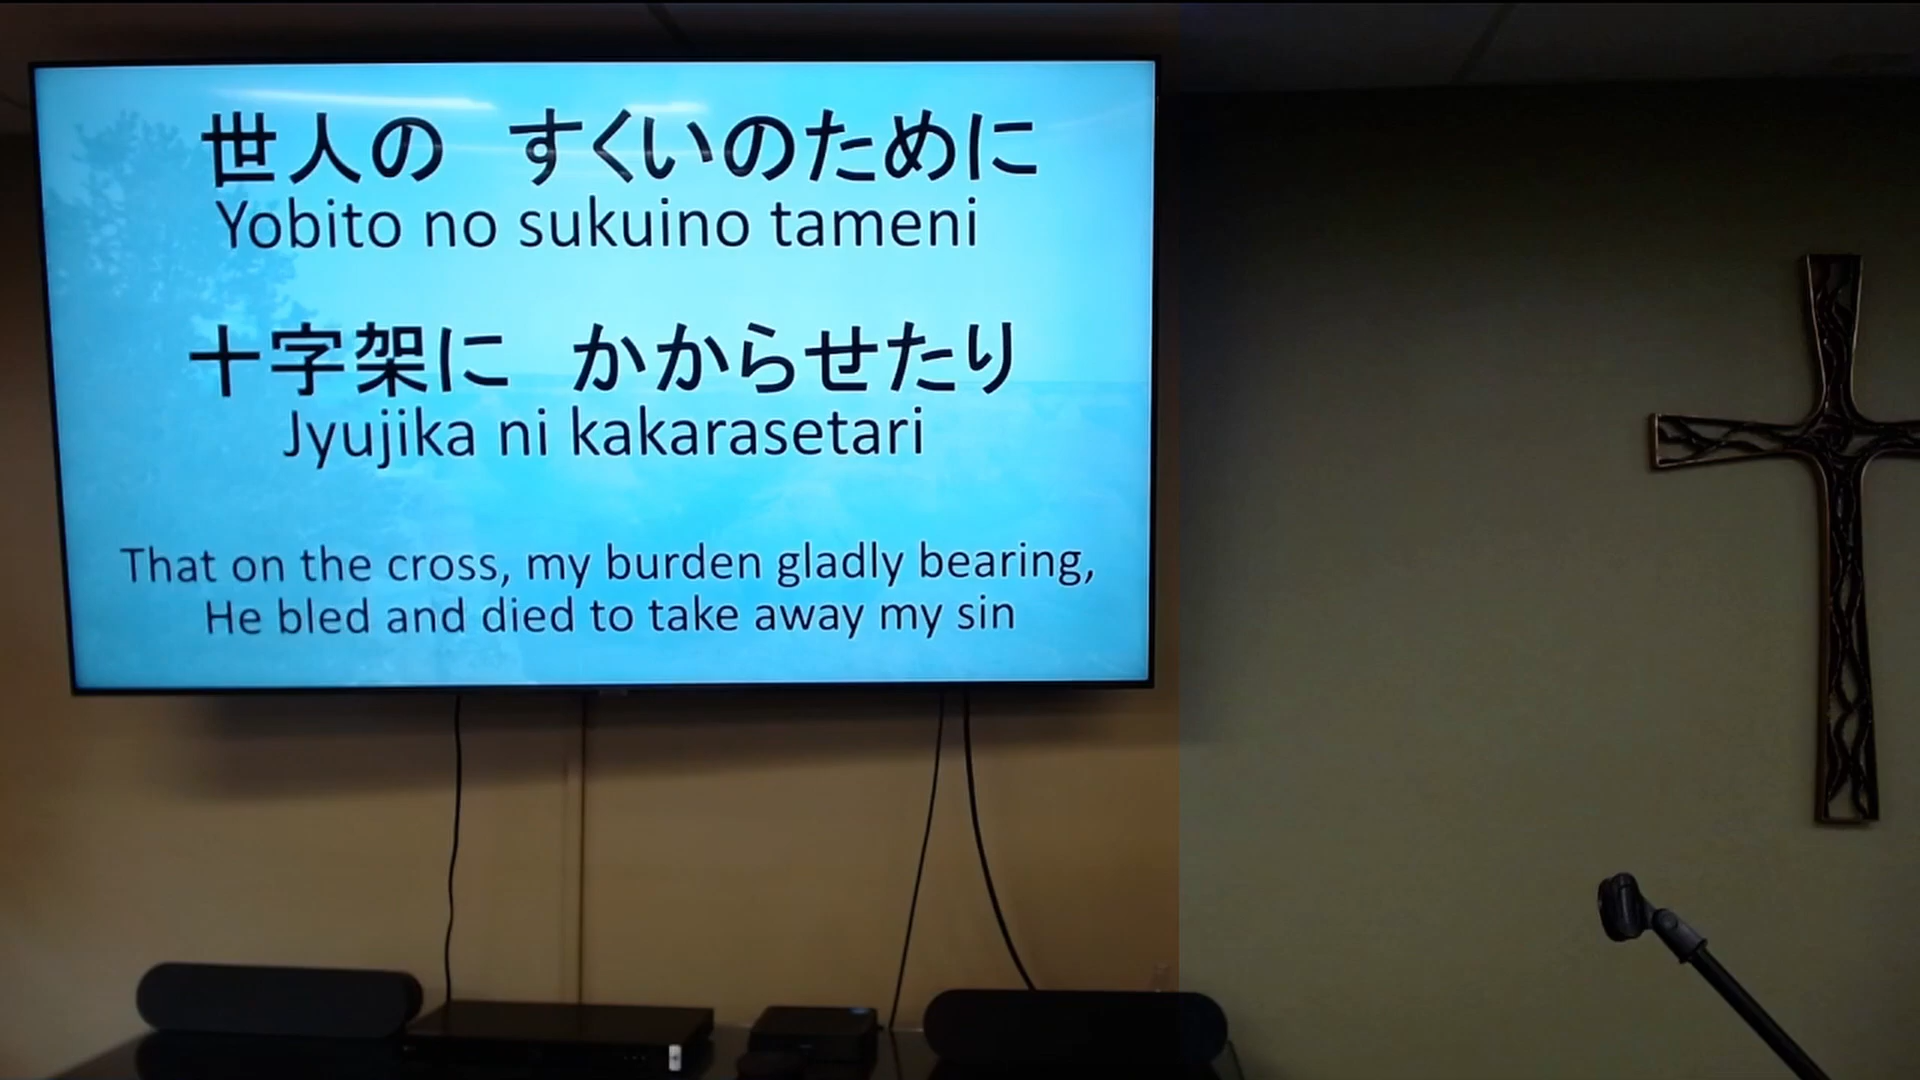 世人の　すくいのために
Yobito no sukuino tameni
十字架に　かからせたり
Jyujika ni kakarasetari
That on the cross, my burden gladly bearing,
He bled and died to take away my sin